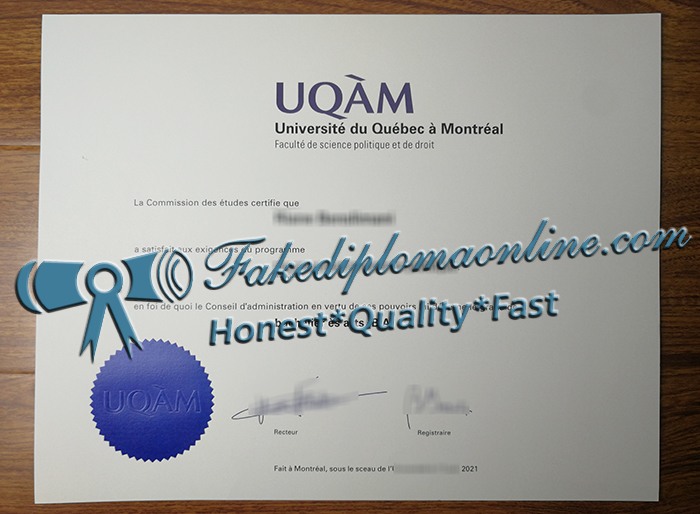 UQÀM
Université du Québec à Montréal
Faculté de science politique et de droit
La Commission des études certifie que
a satisfait aux exigences du programme
Fakediplomaonline.com
en foi de quoi le Conseil d'administration en vertu de ses pouvoirs
Honest*Quality*Fast
UQÀM
Recteur
Registraire
Fait à Montréal, sous le sceau de l' 2021